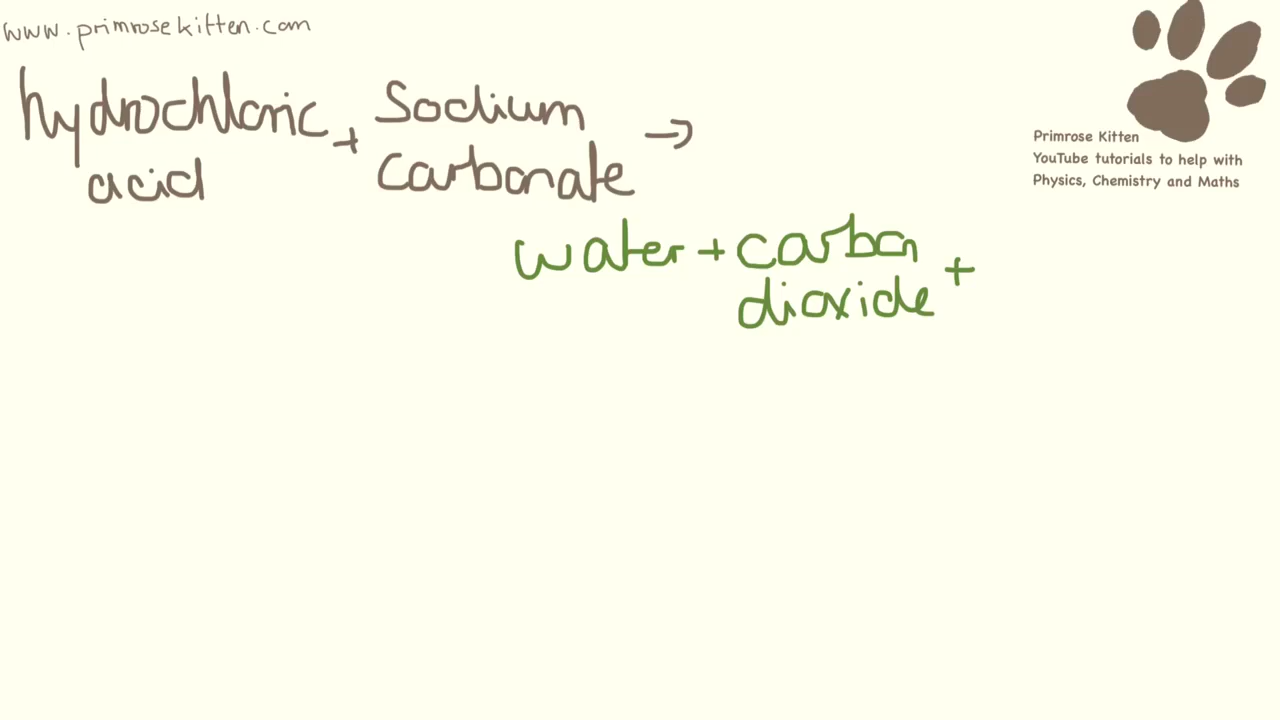 www.primrosekitten.com
hydrochloric + Sodium →
acid carbonate
water + carbon +
dioxide
Primrose Kitten
YouTube tutorials to help with
Physics, Chemistry and Maths